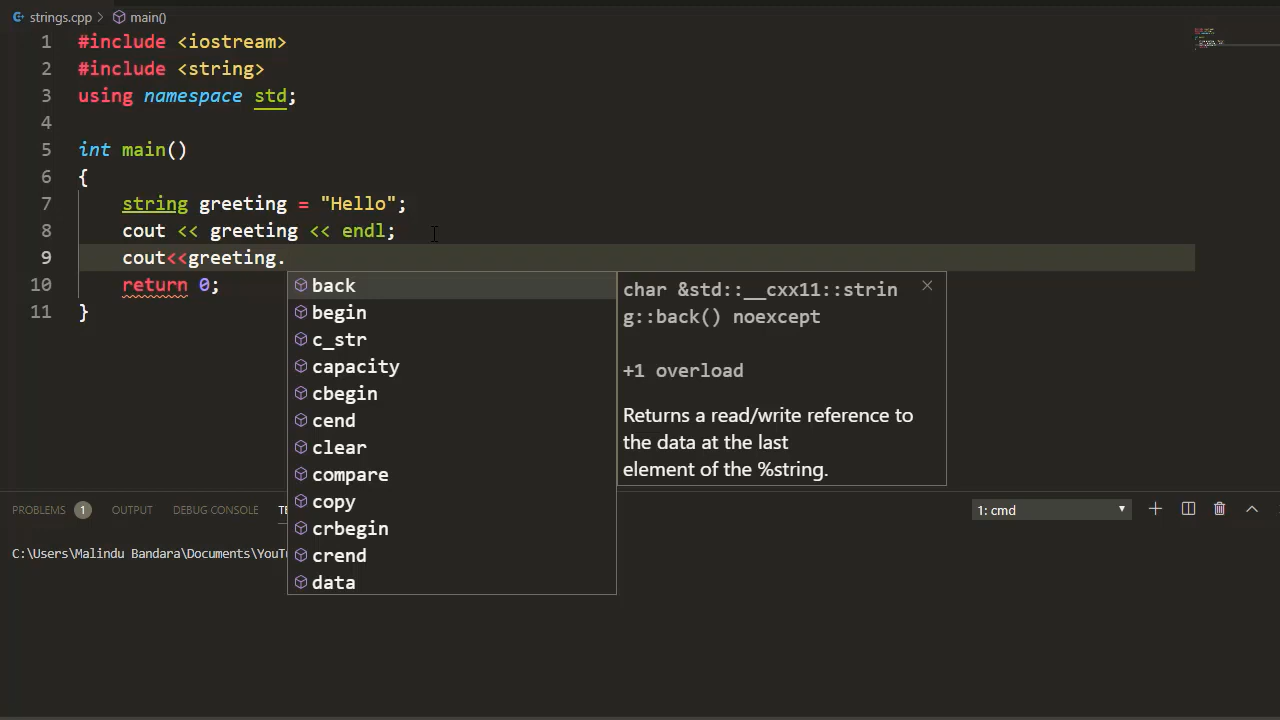 strings.cpp > main()
1 #include <iostream>
2 #include <string>
3 using namespace std;
4
5 int main()
6 {
7 string greeting = "Hello";
8 cout << greeting << endl;
9 cout<<greeting.
10 return 0;
11 }
back
begin
c_str
capacity
cbegin
cend
clear
compare
copy
crbegin
crend
data
char &std::__cxx11::strin
g::back() noexcept
+1 overload
Returns a read/write reference to
the data at the last
element of the %string.
PROBLEMS 1 OUTPUT DEBUG CONSOLE TE
1: cmd
C:\Users\Malindu Bandara\Documents\YouTu